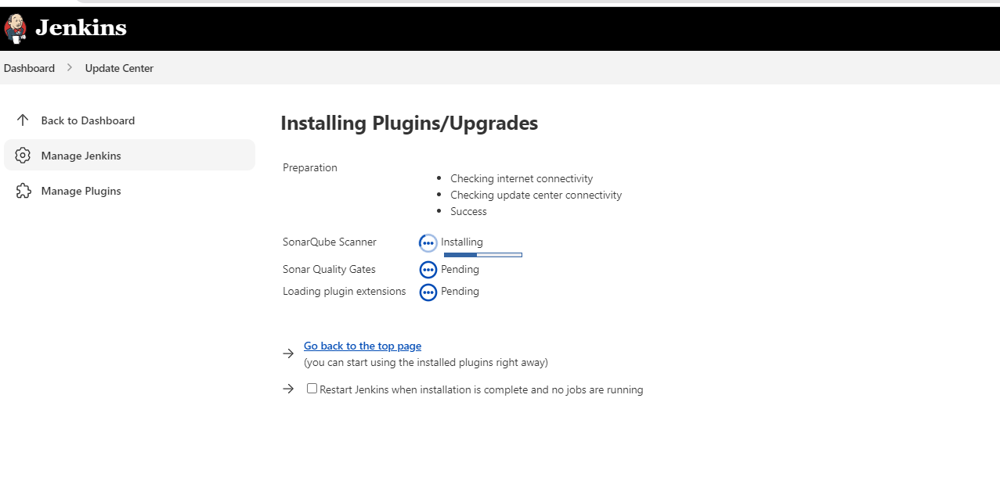 Jenkins
Dashboard
Update Center
Back to Dashboard
Manage Jenkins
Manage Plugins
Installing Plugins/Upgrades
Preparation
Checking internet connectivity
Checking update center connectivity
Success
SonarQube Scanner Installing
Sonar Quality Gates Pending
Loading plugin extensions Pending
Go back to the top page
(you can start using the installed plugins right away)
Restart Jenkins when installation is complete and no jobs are running